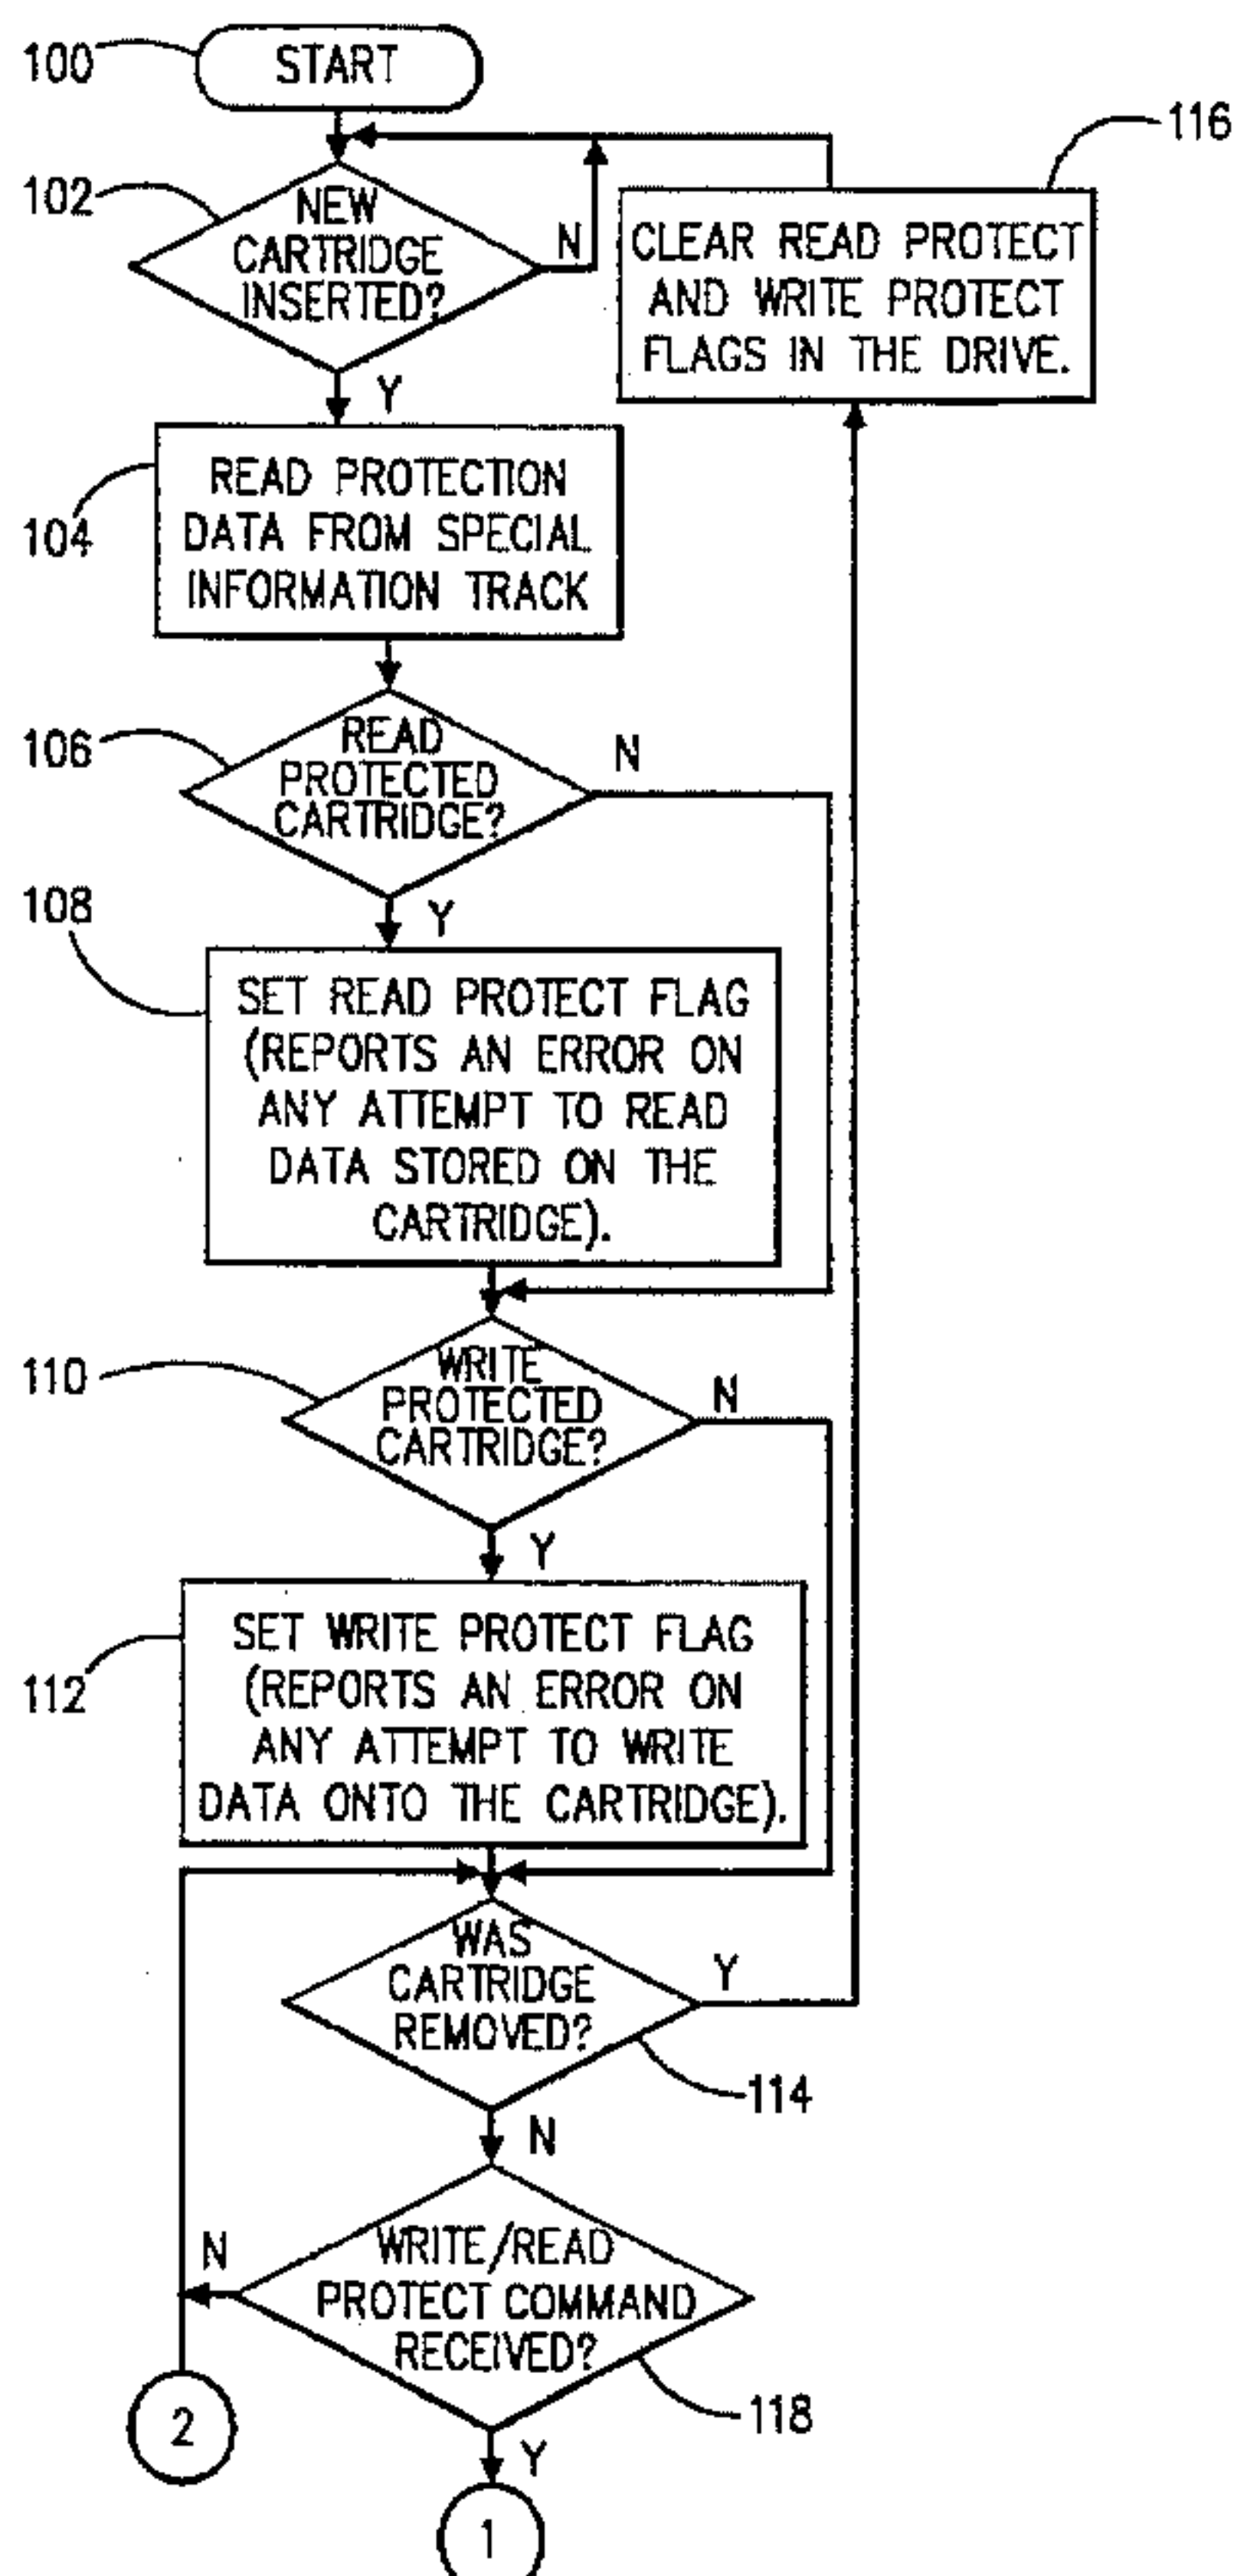 100
START
116
102
NEW
CARTRIDGE
INSERTED?
N
Y
CLEAR READ PROTECT
AND WRITE PROTECT
FLAGS IN THE DRIVE.
104
READ PROTECTION
DATA FROM SPECIAL
INFORMATION TRACK
106
READ
PROTECTED
CARTRIDGE?
N
Y
108
SET READ PROTECT FLAG
(REPORTS AN ERROR ON
ANY ATTEMPT TO READ
DATA STORED ON THE
CARTRIDGE).
110
WRITE
PROTECTED
CARTRIDGE?
N
Y
112
SET WRITE PROTECT FLAG
(REPORTS AN ERROR ON
ANY ATTEMPT TO WRITE
DATA ONTO THE CARTRIDGE).
WAS
CARTRIDGE
REMOVED?
Y
114
N
N
WRITE/READ
PROTECT COMMAND
RECEIVED?
118
2
Y
1